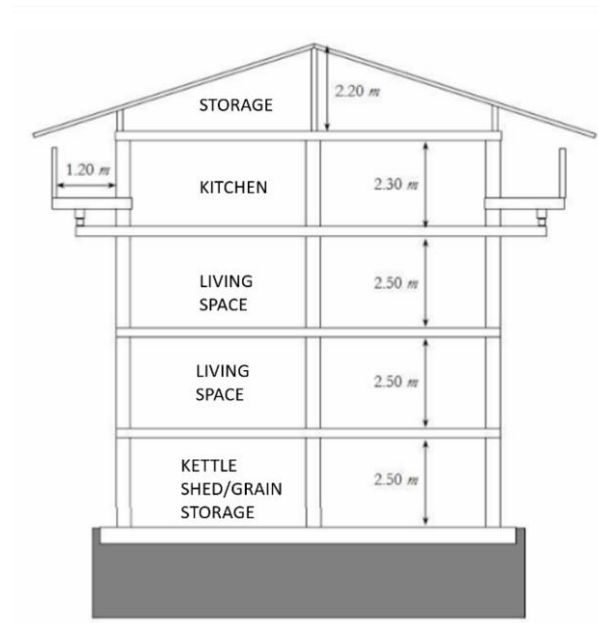 2.20 m
STORAGE
1.20 m
KITCHEN
2.30 m
LIVING
SPACE
2.50 m
LIVING
SPACE
2.50 m
KETTLE
SHED/GRAIN
STORAGE
2.50 m